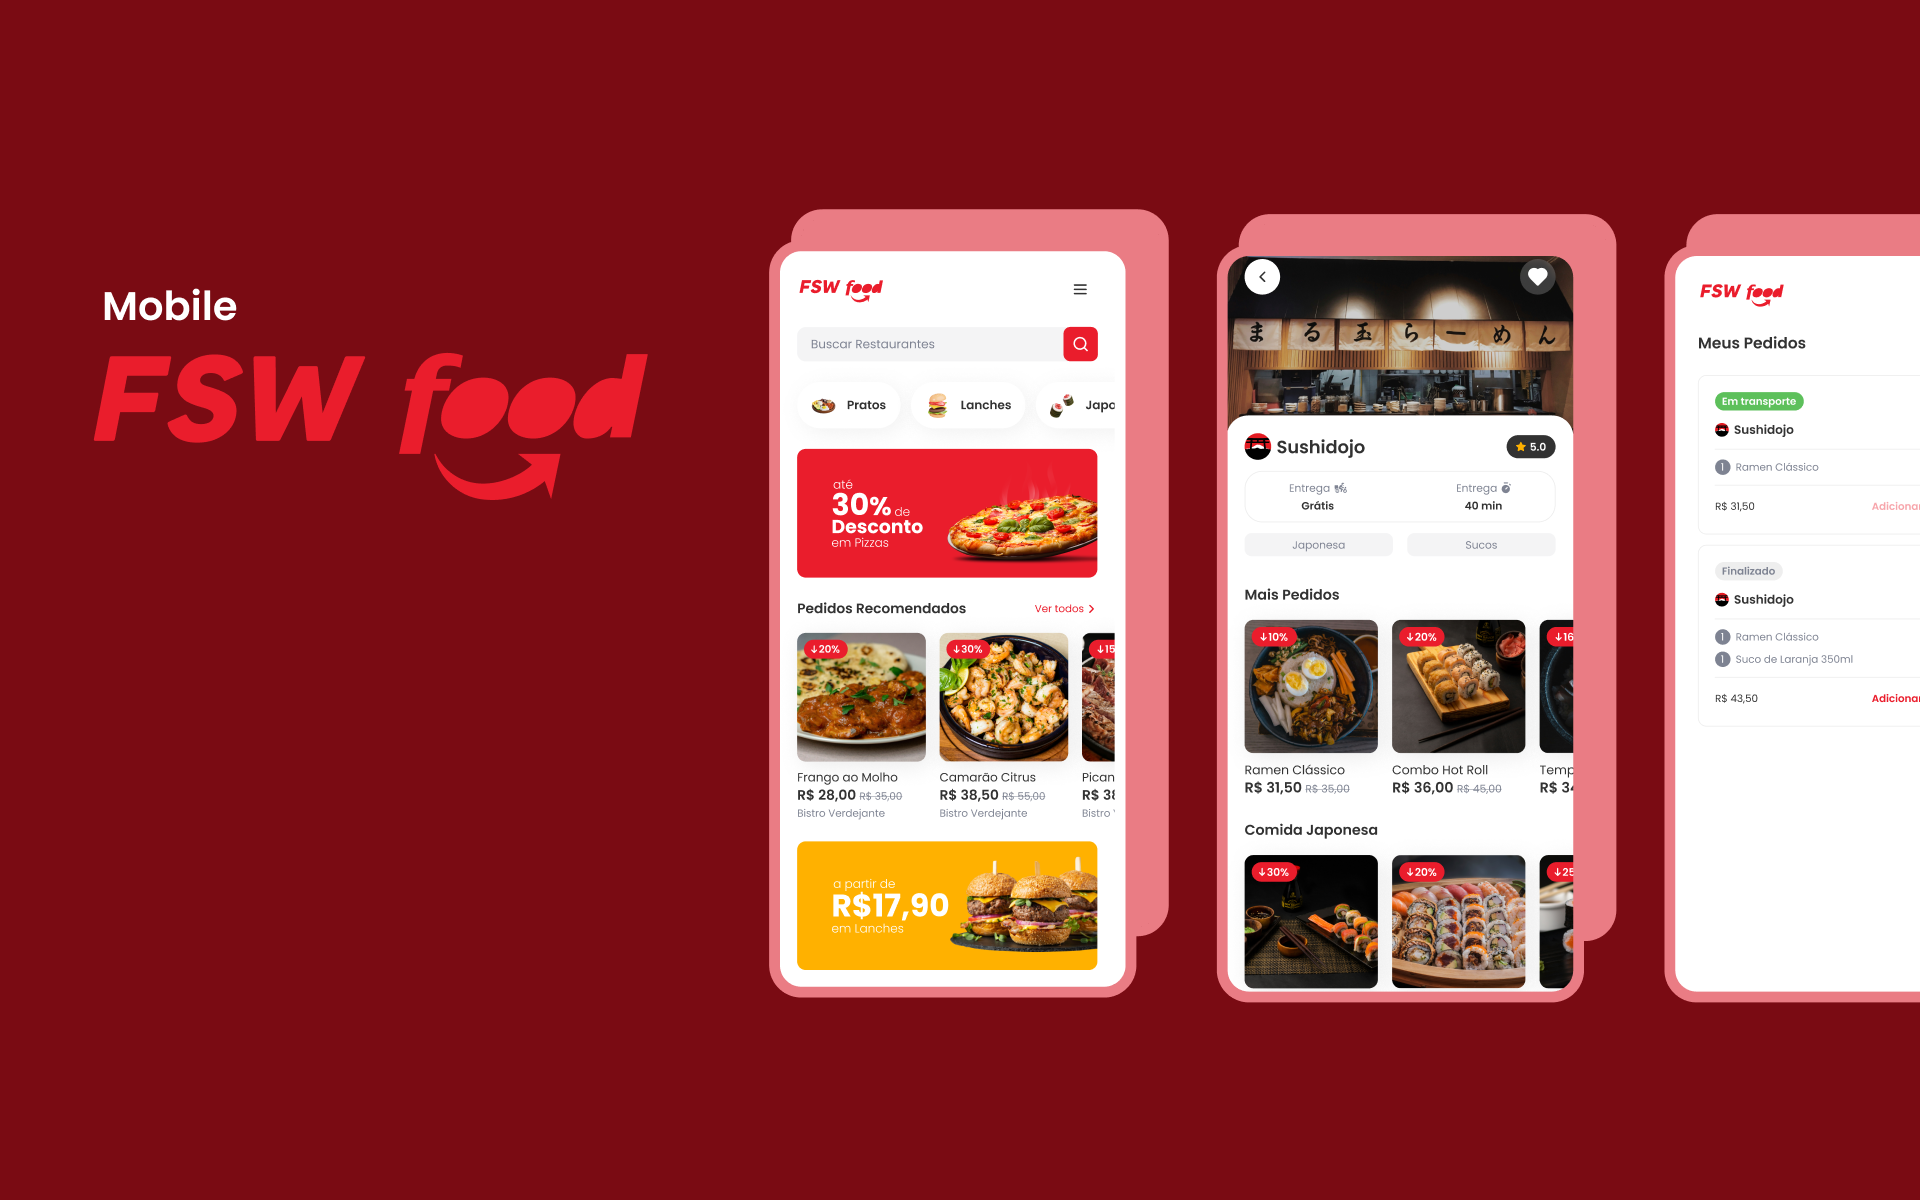 Mobile
FSW food
FSW food
Buscar Restaurantes
Pratos
Lanches
Japo
até
30% de
Desconto
em Pizzas
Pedidos Recomendados
Ver todos
↓20%
↓30%
↓15
Frango ao Molho
R$ 28,00 R$ 35,00
Bistro Verdejante
Camarão Citrus
R$ 38,50 R$ 55,00
Bistro Verdejante
Pican
R$ 38
Bistro
a partir de
R$17,90
em Lanches
まる玉らーめん
Sushidojo
5.0
Entrega
Grátis
Entrega
40 min
Japonesa
Sucos
Mais Pedidos
↓10%
↓20%
↓16
Ramen Clássico
R$ 31,50 R$ 35,00
Combo Hot Roll
R$ 36,00 R$ 45,00
Temp
R$ 34
Comida Japonesa
↓30%
↓20%
↓25
FSW food
Meus Pedidos
Em transporte
Sushidojo
1 Ramen Clássico
R$ 31,50
Adicionar
Finalizado
Sushidojo
1 Ramen Clássico
1 Suco de Laranja 350ml
R$ 43,50
Adicionar